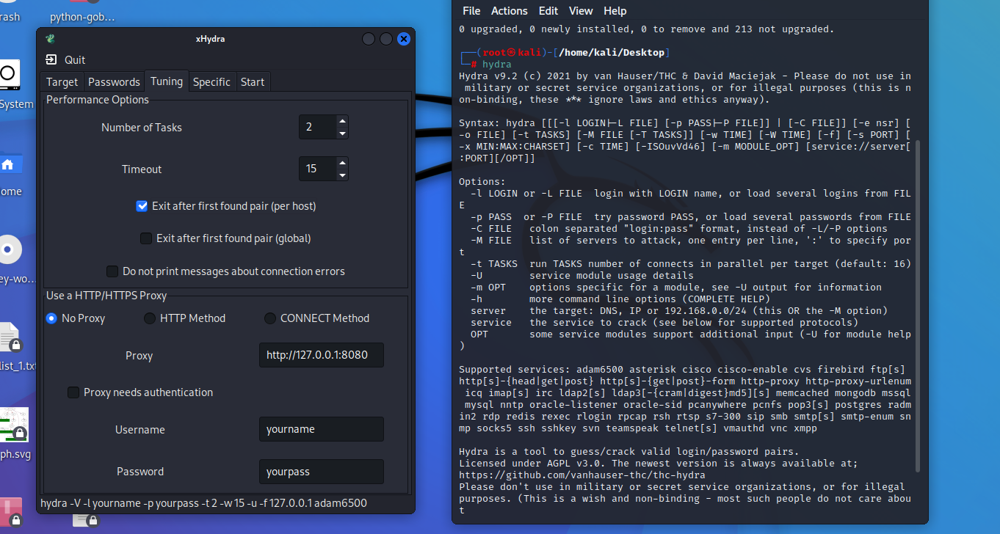 rash
python-gob…
System
ome
ey-wo…
list_1.txt
ph.svg
xHydra
Quit
Target Passwords Tuning Specific Start
Performance Options
Number of Tasks 2
Timeout 15
Exit after first found pair (per host)
Exit after first found pair (global)
Do not print messages about connection errors
Use a HTTP/HTTPS Proxy
No Proxy HTTP Method CONNECT Method
Proxy http://127.0.0.1:8080
Proxy needs authentication
Username yourname
Password yourpass
hydra -V -l yourname -p yourpass -t 2 -w 15 -u -f 127.0.0.1 adam6500
File Actions Edit View Help
0 upgraded, 0 newly installed, 0 to remove and 213 not upgraded.
┌──(root㉿kali)-[/home/kali/Desktop]
└─# hydra
Hydra v9.2 (c) 2021 by van Hauser/THC & David Maciejak - Please do not use in
military or secret service organizations, or for illegal purposes (this is n
on-binding, these *** ignore laws and ethics anyway).
Syntax: hydra [[[-l LOGIN|-L FILE] [-p PASS|-P FILE]] | [-C FILE]] [-e nsr] [
-o FILE] [-t TASKS] [-M FILE [-T TASKS]] [-w TIME] [-W TIME] [-f] [-s PORT] [
-x MIN:MAX:CHARSET] [-c TIME] [-ISOuvVd46] [-m MODULE_OPT] [service://server[
:PORT][/OPT]]
Options:
-l LOGIN or -L FILE login with LOGIN name, or load several logins from FIL
E
-p PASS or -P FILE try password PASS, or load several passwords from FILE
-C FILE colon separated "login:pass" format, instead of -L/-P options
-M FILE list of servers to attack, one entry per line, ':' to specify por
t
-t TASKS run TASKS number of connects in parallel per target (default: 16)
-U service module usage details
-m OPT options specific for a module, see -U output for information
-h more command line options (COMPLETE HELP)
server the target: DNS, IP or 192.168.0.0/24 (this OR the -M option)
service the service to crack (see below for supported protocols)
OPT some service modules support additional input (-U for module help
)
Supported services: adam6500 asterisk cisco cisco-enable cvs firebird ftp[s]
http[s]-{head|get|post} http[s]-{get|post}-form http-proxy http-proxy-urlenum
icq imap[s] irc ldap2[s] ldap3[-{cram|digest}md5][s] memcached mongodb mssql
mysql nntp oracle-listener oracle-sid pcanywhere pcnfs pop3[s] postgres radm
in2 rdp redis rexec rlogin rpcap rsh rtsp s7-300 sip smb smtp[s] smtp-enum sn
mp socks5 ssh sshkey svn teamspeak telnet[s] vmauthd vnc xmpp
Hydra is a tool to guess/crack valid login/password pairs.
Licensed under AGPL v3.0. The newest version is always available at;
https://github.com/vanhauser-thc/thc-hydra
Please don't use in military or secret service organizations, or for illegal
purposes. (This is a wish and non-binding - most such people do not care abou
t